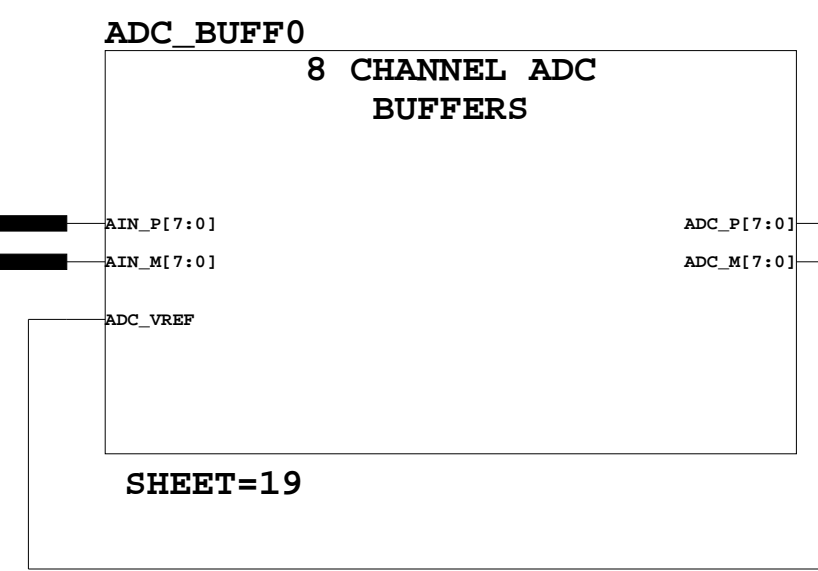 ADC_BUFF0
8 CHANNEL ADC
BUFFERS
AIN_P[7:0]
ADC_P[7:0]
AIN_M[7:0]
ADC_M[7:0]
ADC_VREF
SHEET=19